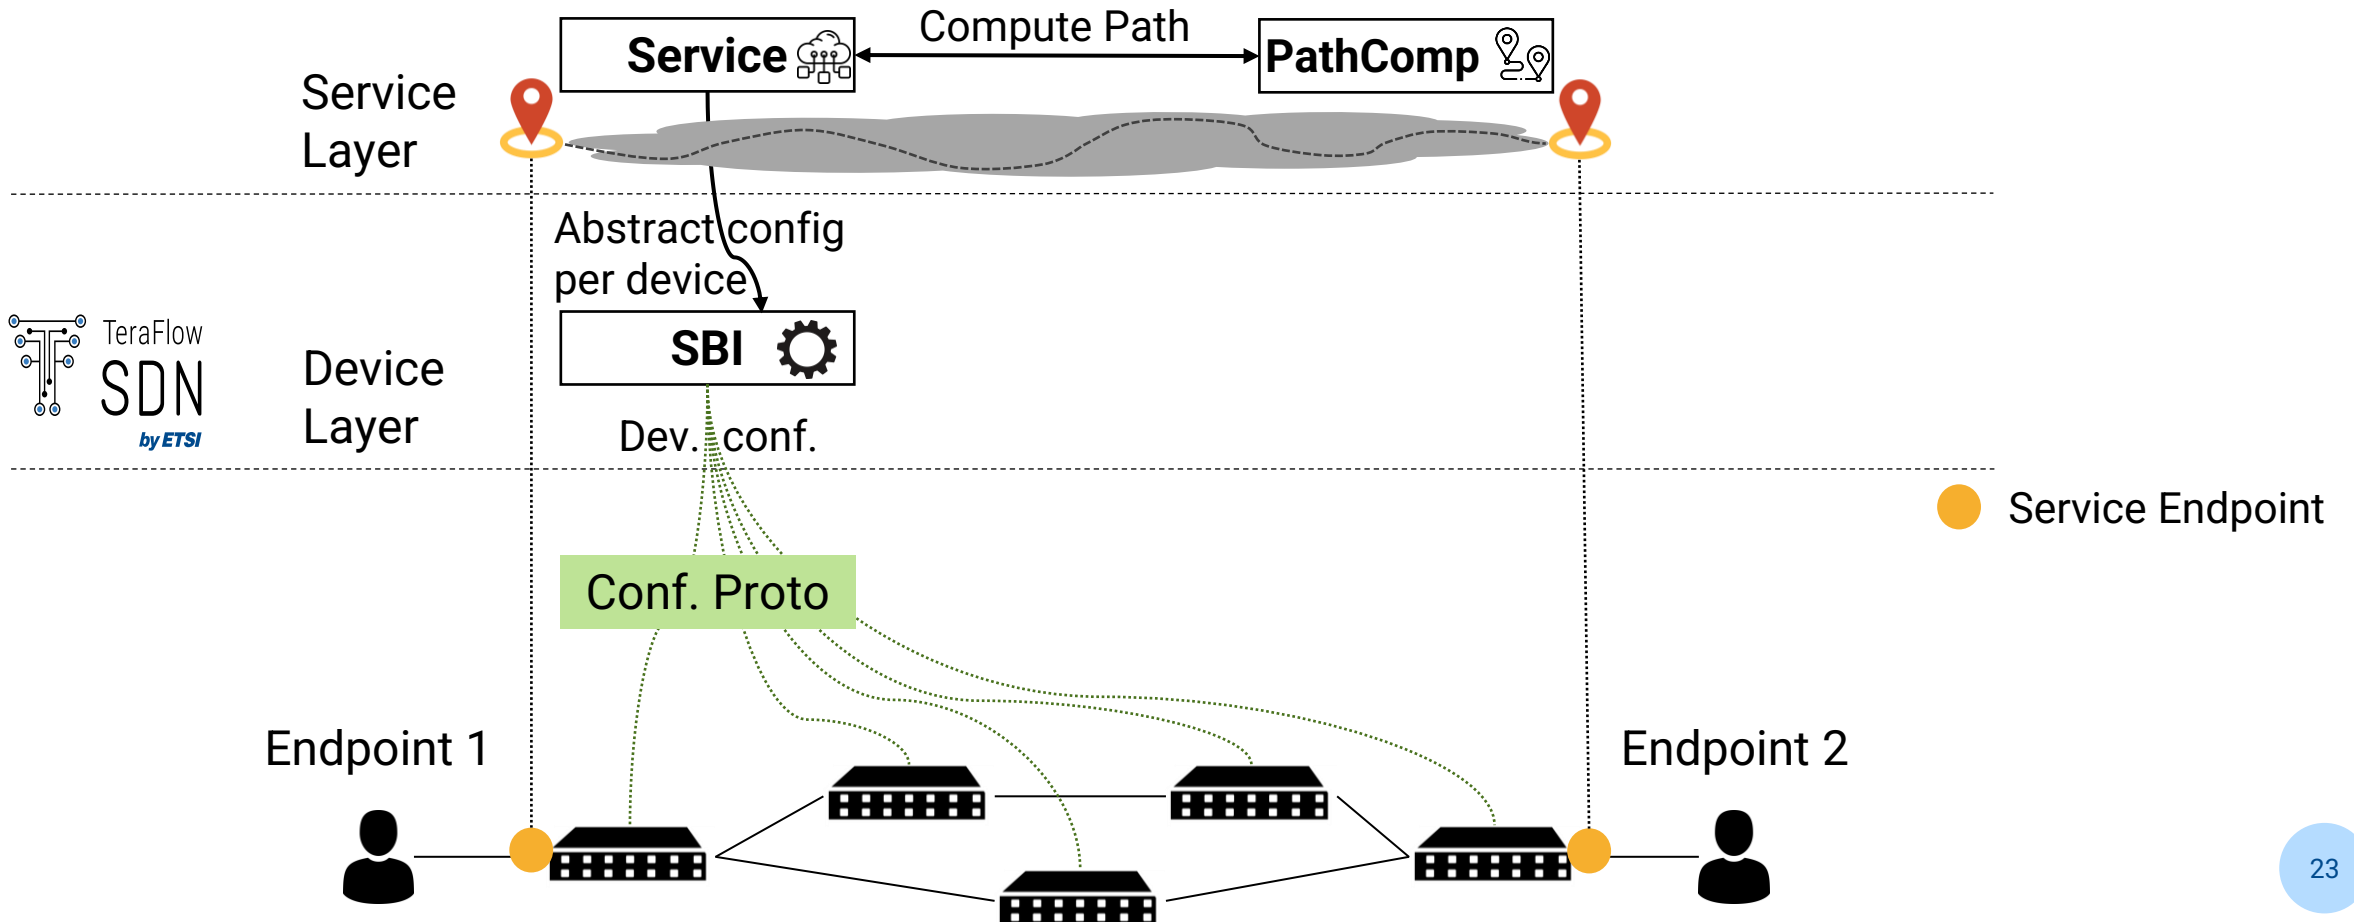 Service
Compute Path
PathComp
Service
Layer
Abstract config
per device
TeraFlow
SDN
by ETSI
SBI
Device
Layer
Dev. conf.
Service Endpoint
Conf. Proto
Endpoint 1
Endpoint 2
23